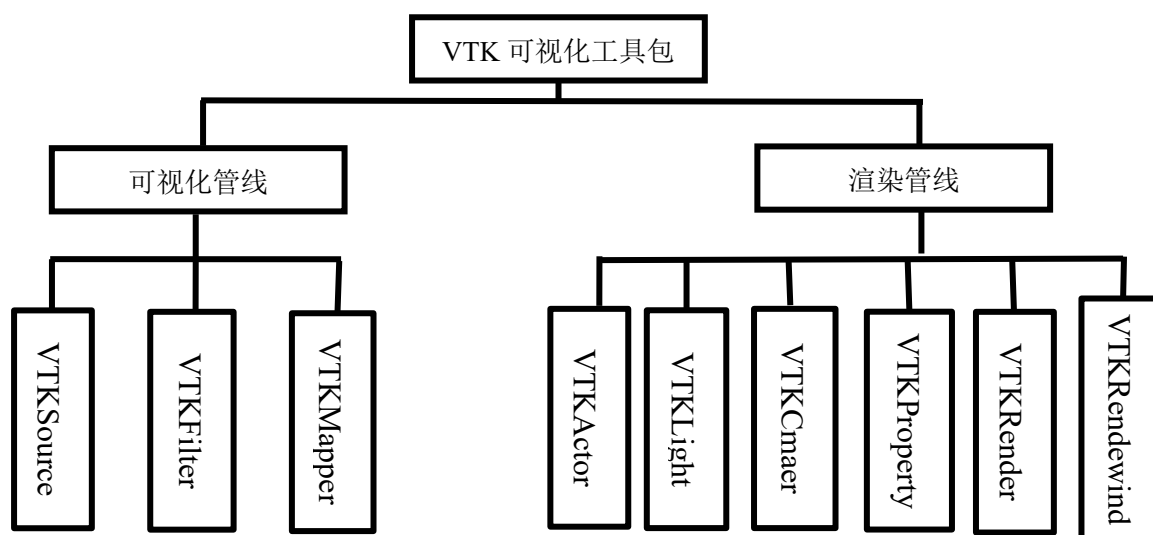 VTK 可视化工具包
可视化管线
渲染管线
VTKSource
VTKFilter
VTKMapper
VTKActor
VTKLight
VTKCmaer
VTKProperty
VTKRender
VTKRendewind